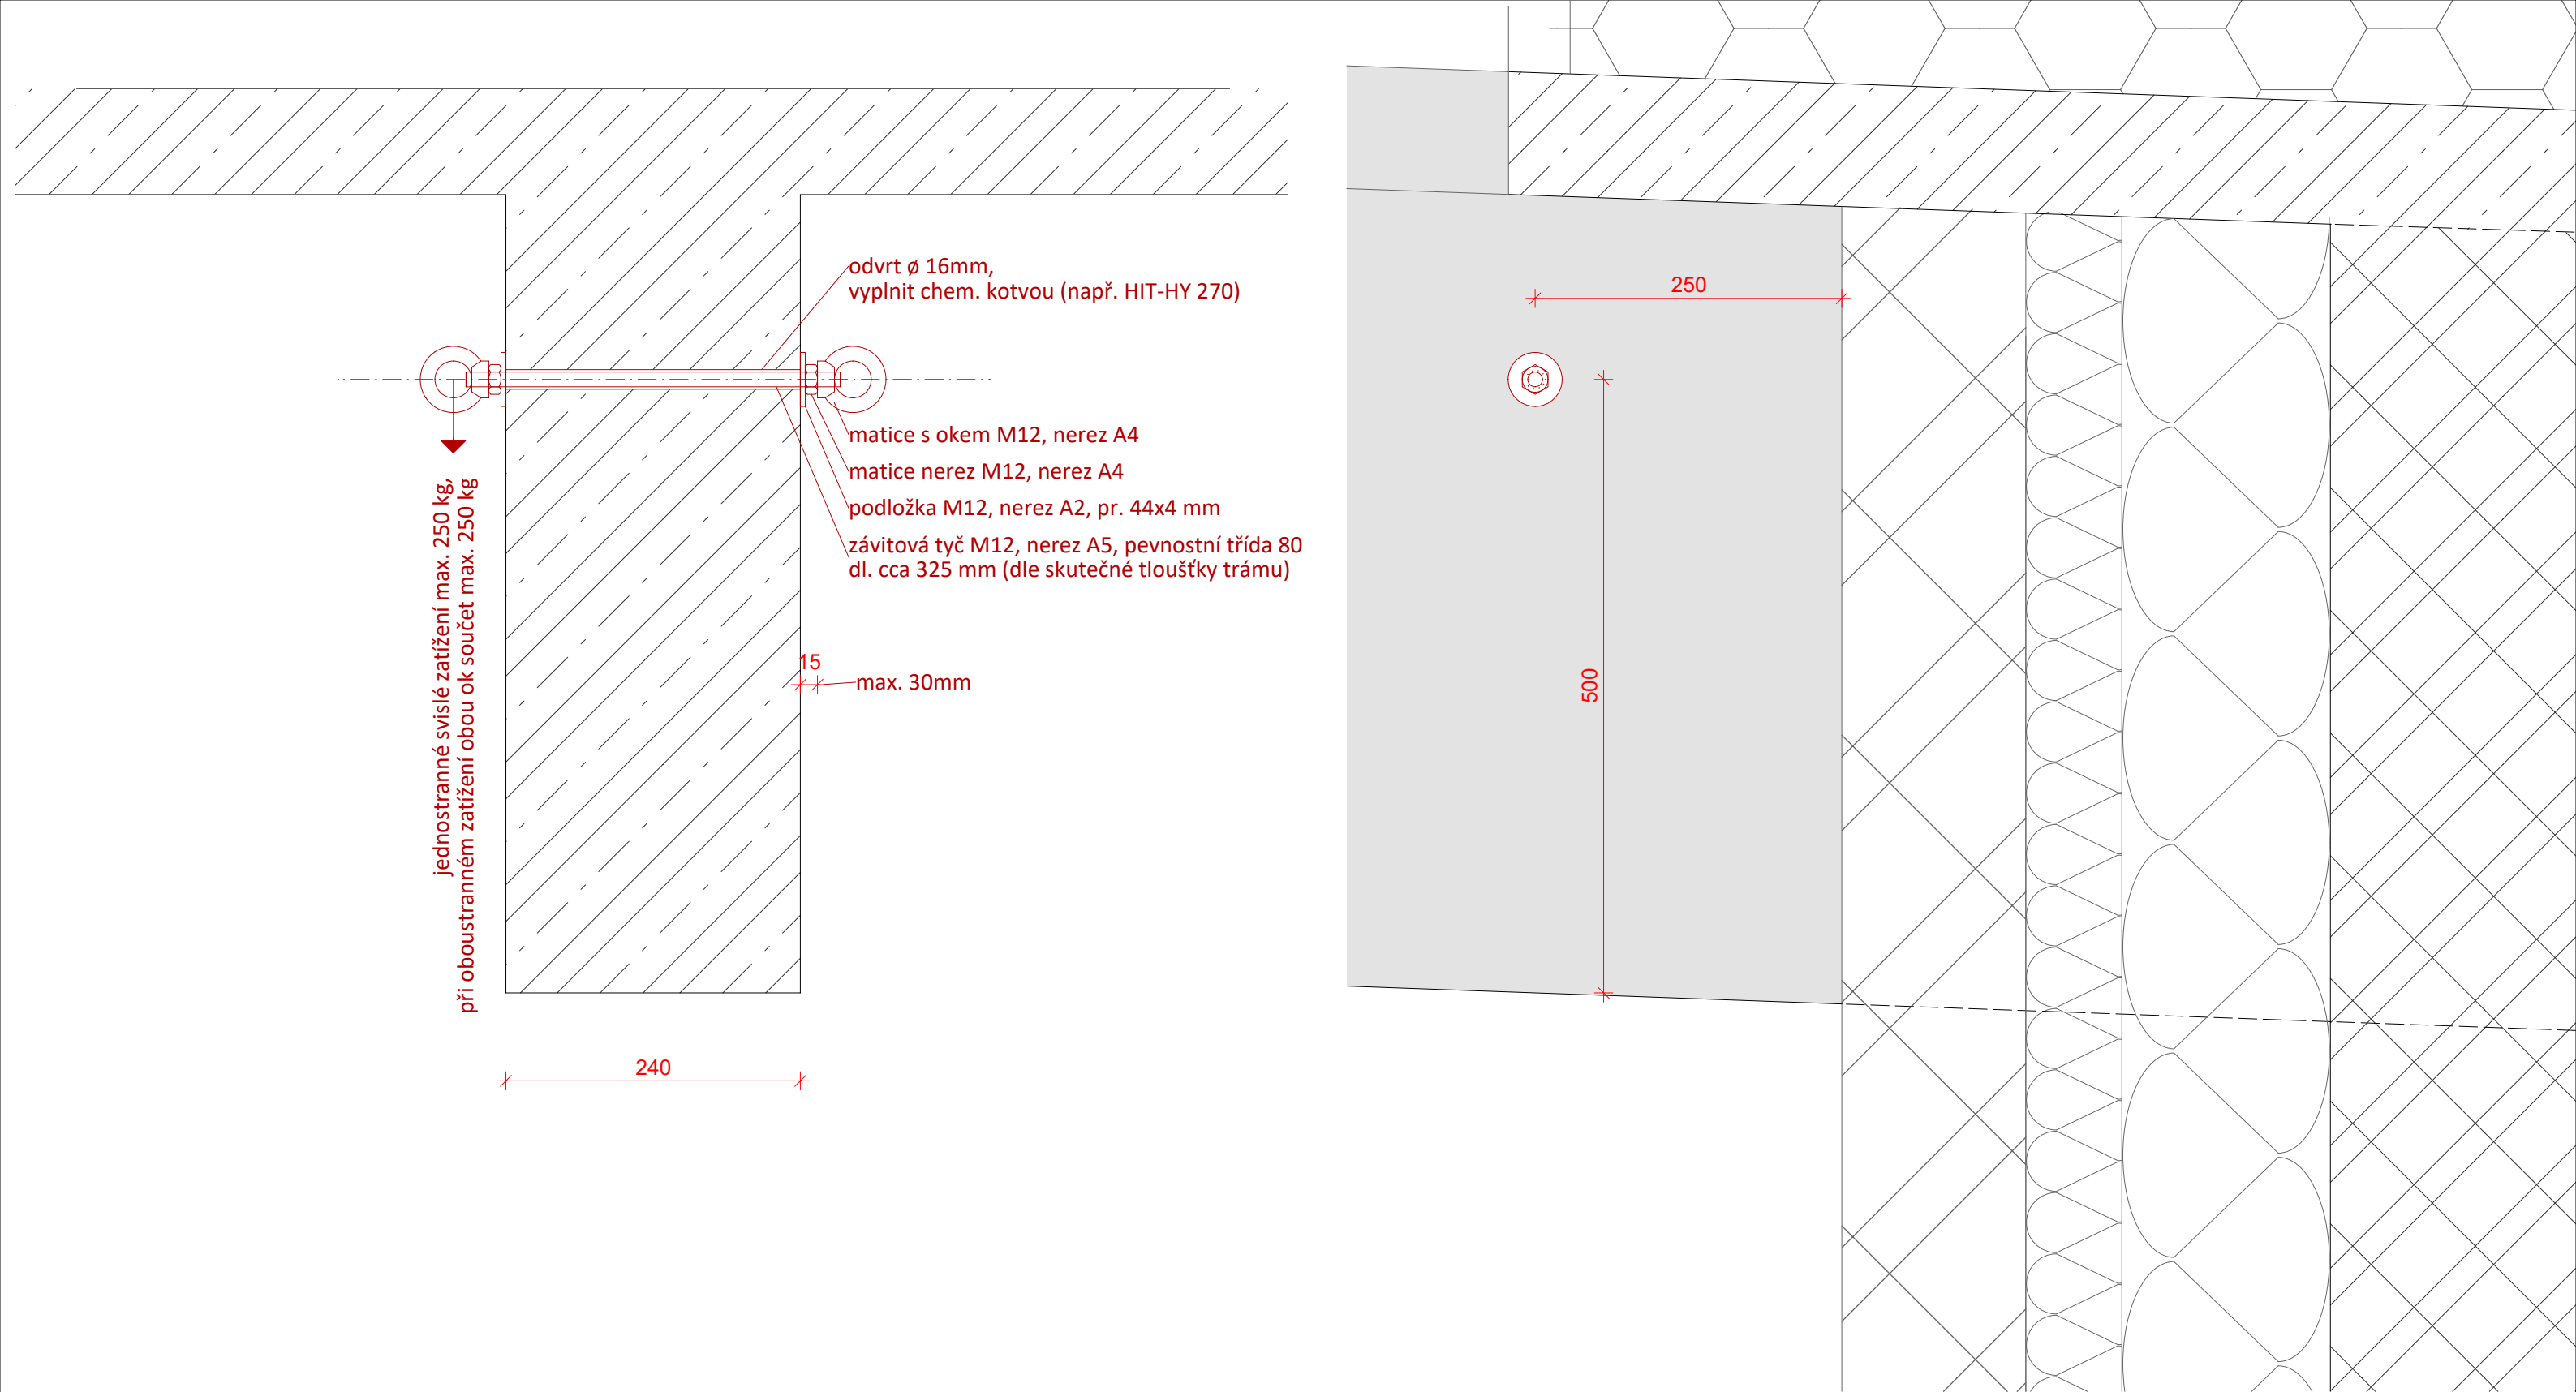 odvrt ø 16mm,
vyplnit chem. kotvou (např. HIT-HY 270)
matice s okem M12, nerez A4
matice nerez M12, nerez A4
podložka M12, nerez A2, pr. 44x4 mm
závitová tyč M12, nerez A5, pevnostní třída 80
dl. cca 325 mm (dle skutečné tloušťky trámu)
jednostranné svislé zatížení max. 250 kg,
při oboustranném zatížení obou ok součet max. 250 kg
15
max. 30mm
240
250
500